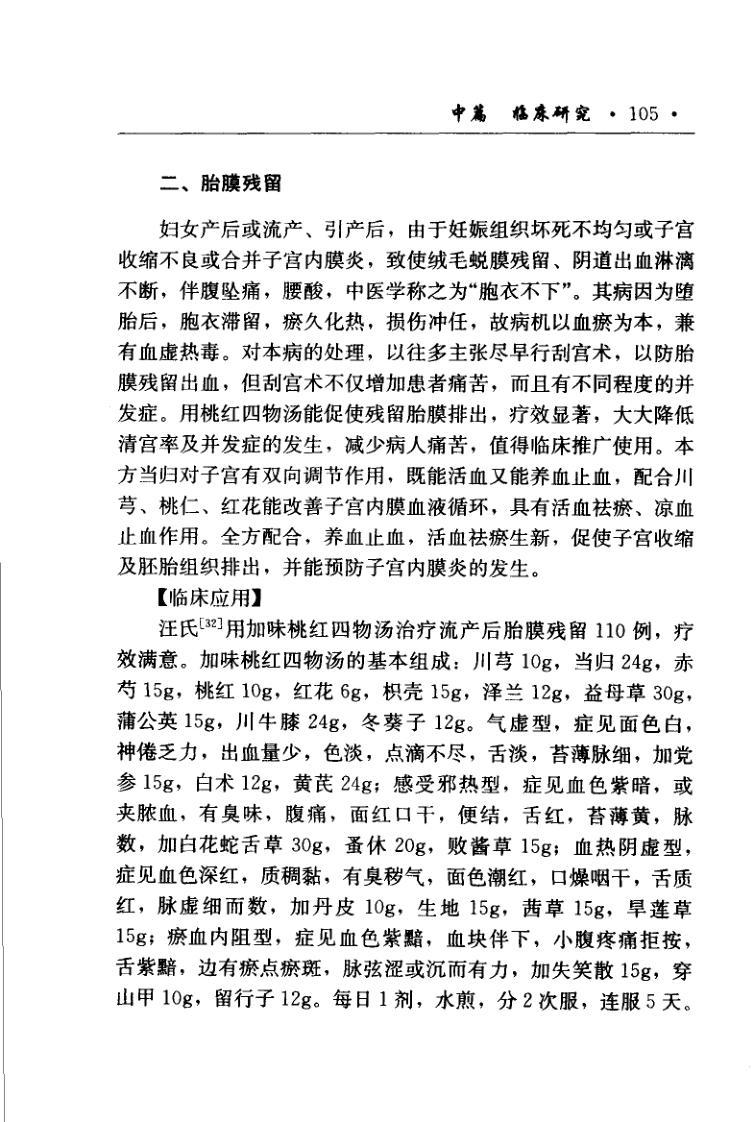 中篇　临床研究 · 105 ·
二、胎膜残留
妇女产后或流产、引产后，由于妊娠组织坏死不均匀或子宫
收缩不良或合并子宫内膜炎，致使绒毛蜕膜残留、阴道出血淋漓
不断，伴腹坠痛，腰酸，中医学称之为“胞衣不下”。其病因为堕
胎后，胞衣滞留，瘀久化热，损伤冲任，故病机以血瘀为本，兼
有血虚热毒。对本病的处理，以往多主张尽早行刮宫术，以防胎
膜残留出血，但刮宫术不仅增加患者痛苦，而且有不同程度的并
发症。用桃红四物汤能促使残留胎膜排出，疗效显著，大大降低
清宫率及并发症的发生，减少病人痛苦，值得临床推广使用。本
方当归对子宫有双向调节作用，既能活血又能养血止血，配合川
芎、桃仁、红花能改善子宫内膜血液循环，具有活血祛瘀、凉血
止血作用。全方配合，养血止血，活血祛瘀生新，促使子宫收缩
及胚胎组织排出，并能预防子宫内膜炎的发生。
【临床应用】
汪氏[32]用加味桃红四物汤治疗流产后胎膜残留 110 例，疗
效满意。加味桃红四物汤的基本组成：川芎 10g，当归 24g，赤
芍 15g，桃红 10g，红花 6g，枳壳 15g，泽兰 12g，益母草 30g，
蒲公英 15g，川牛膝 24g，冬葵子 12g。气虚型，症见面色白，
神倦乏力，出血量少，色淡，点滴不尽，舌淡，苔薄脉细，加党
参 15g，白术 12g，黄芪 24g；感受邪热型，症见血色紫暗，或
夹脓血，有臭味，腹痛，面红口干，便结，舌红，苔薄黄，脉
数，加白花蛇舌草 30g，蚤休 20g，败酱草 15g；血热阴虚型，
症见血色深红，质稠黏，有臭秽气，面色潮红，口燥咽干，舌质
红，脉虚细而数，加丹皮 10g，生地 15g，茜草 15g，旱莲草
15g；瘀血内阻型，症见血色紫黯，血块伴下，小腹疼痛拒按，
舌紫黯，边有瘀点瘀斑，脉弦涩或沉而有力，加失笑散 15g，穿
山甲 10g，留行子 12g。每日 1 剂，水煎，分 2 次服，连服 5 天。